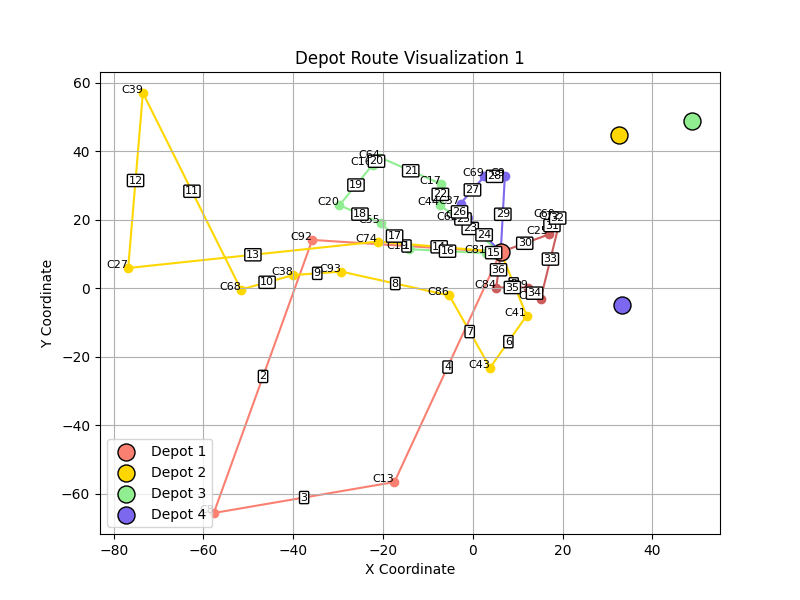 Depot Route Visualization 1
60
40
20
0
−20
−40
−60
−80
−60
−40
−20
0
20
40
Y Coordinate
X Coordinate
C39
C27
C68
C38
C93
C92
C74
C86
C41
C43
C13
C84
C81
C20
C64
C17
C55
C69
C37
2
3
4
6
7
8
9
10
11
12
13
15
16
17
18
19
20
21
22
23
24
26
27
28
29
30
31
32
33
34
35
36
Depot 1
Depot 2
Depot 3
Depot 4